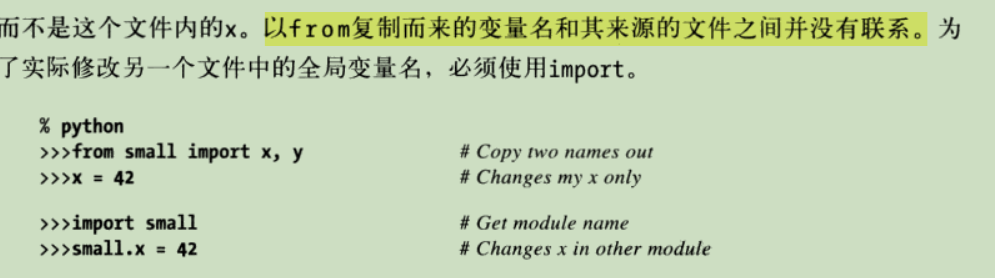 而不是这个文件内的x。以from复制而来的变量名和其来源的文件之间并没有联系。为
了实际修改另一个文件中的全局变量名，必须使用import。
% python
>>>from small import x, y # Copy two names out
>>>x = 42 # Changes my x only
>>>import small # Get module name
>>>small.x = 42 # Changes x in other module